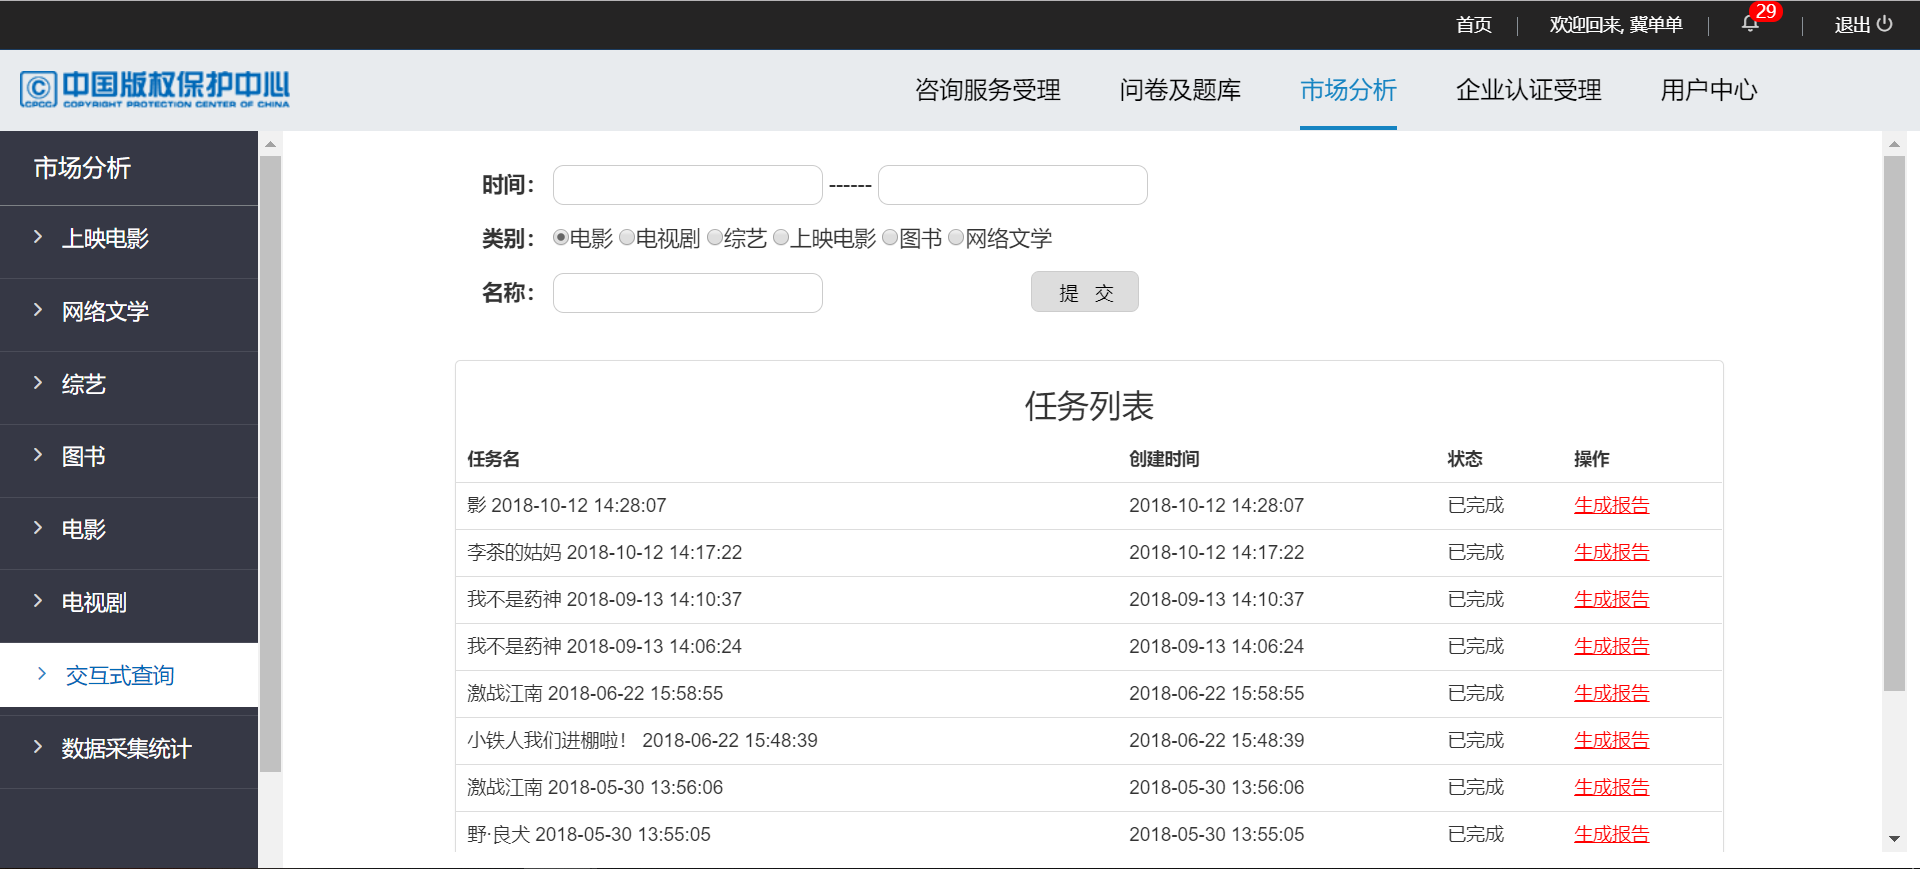 首页 欢迎回来, 冀单单 29 退出
中国版权保护中心
CPCC COPYRIGHT PROTECTION CENTER OF CHINA
咨询服务受理 问卷及题库 市场分析 企业认证受理 用户中心
市场分析
上映电影
网络文学
综艺
图书
电影
电视剧
交互式查询
数据采集统计
时间： ------
类别： 电影 电视剧 综艺 上映电影 图书 网络文学
名称： 提 交
任务列表
任务名 创建时间 状态 操作
影 2018-10-12 14:28:07 2018-10-12 14:28:07 已完成 生成报告
李茶的姑妈 2018-10-12 14:17:22 2018-10-12 14:17:22 已完成 生成报告
我不是药神 2018-09-13 14:10:37 2018-09-13 14:10:37 已完成 生成报告
我不是药神 2018-09-13 14:06:24 2018-09-13 14:06:24 已完成 生成报告
激战江南 2018-06-22 15:58:55 2018-06-22 15:58:55 已完成 生成报告
小铁人我们进棚啦！ 2018-06-22 15:48:39 2018-06-22 15:48:39 已完成 生成报告
激战江南 2018-05-30 13:56:06 2018-05-30 13:56:06 已完成 生成报告
野·良犬 2018-05-30 13:55:05 2018-05-30 13:55:05 已完成 生成报告